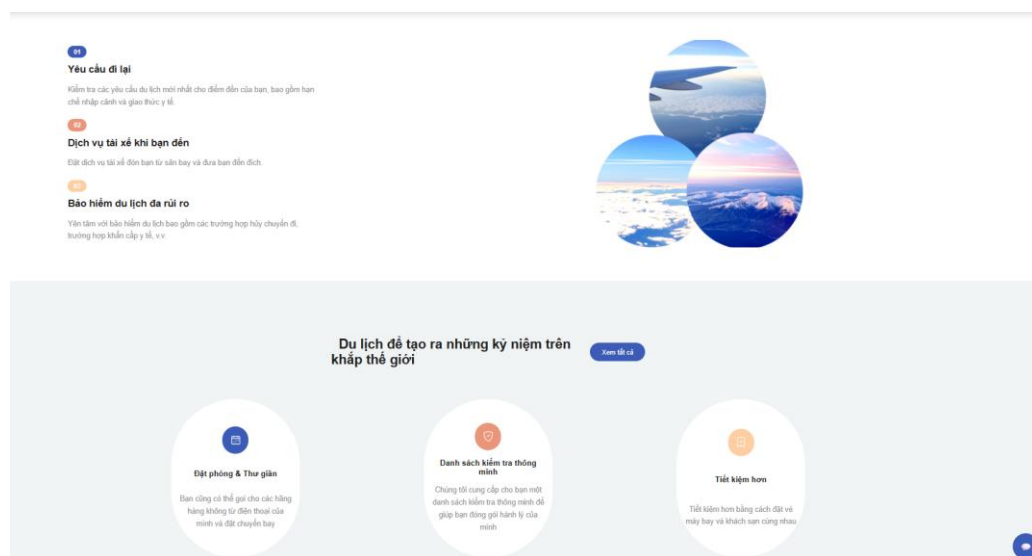 01
Yêu cầu đi lại
Kiểm tra các yêu cầu du lịch mới nhất cho điểm đến của bạn, bao gồm hạn
chế nhập cảnh và giao thức y tế.
02
Dịch vụ tài xế khi bạn đến
Đặt dịch vụ tài xế đón bạn từ sân bay và đưa bạn đến đích.
03
Bảo hiểm du lịch đa rủi ro
Yên tâm với bảo hiểm du lịch bao gồm các trường hợp hủy chuyến đi,
trường hợp khẩn cấp y tế, v.v.
Du lịch để tạo ra những kỷ niệm trên
khắp thế giới
Xem tất cả
Đặt phòng & Thư giãn
Bạn cũng có thể gọi cho các hãng
hàng không từ điện thoại của
mình và đặt chuyến bay
Danh sách kiểm tra thông
minh
Chúng tôi cung cấp cho bạn một
danh sách kiểm tra thông minh để
giúp bạn đóng gói hành lý của
mình
Tiết kiệm hơn
Tiết kiệm hơn bằng cách đặt vé
máy bay và khách sạn cùng nhau